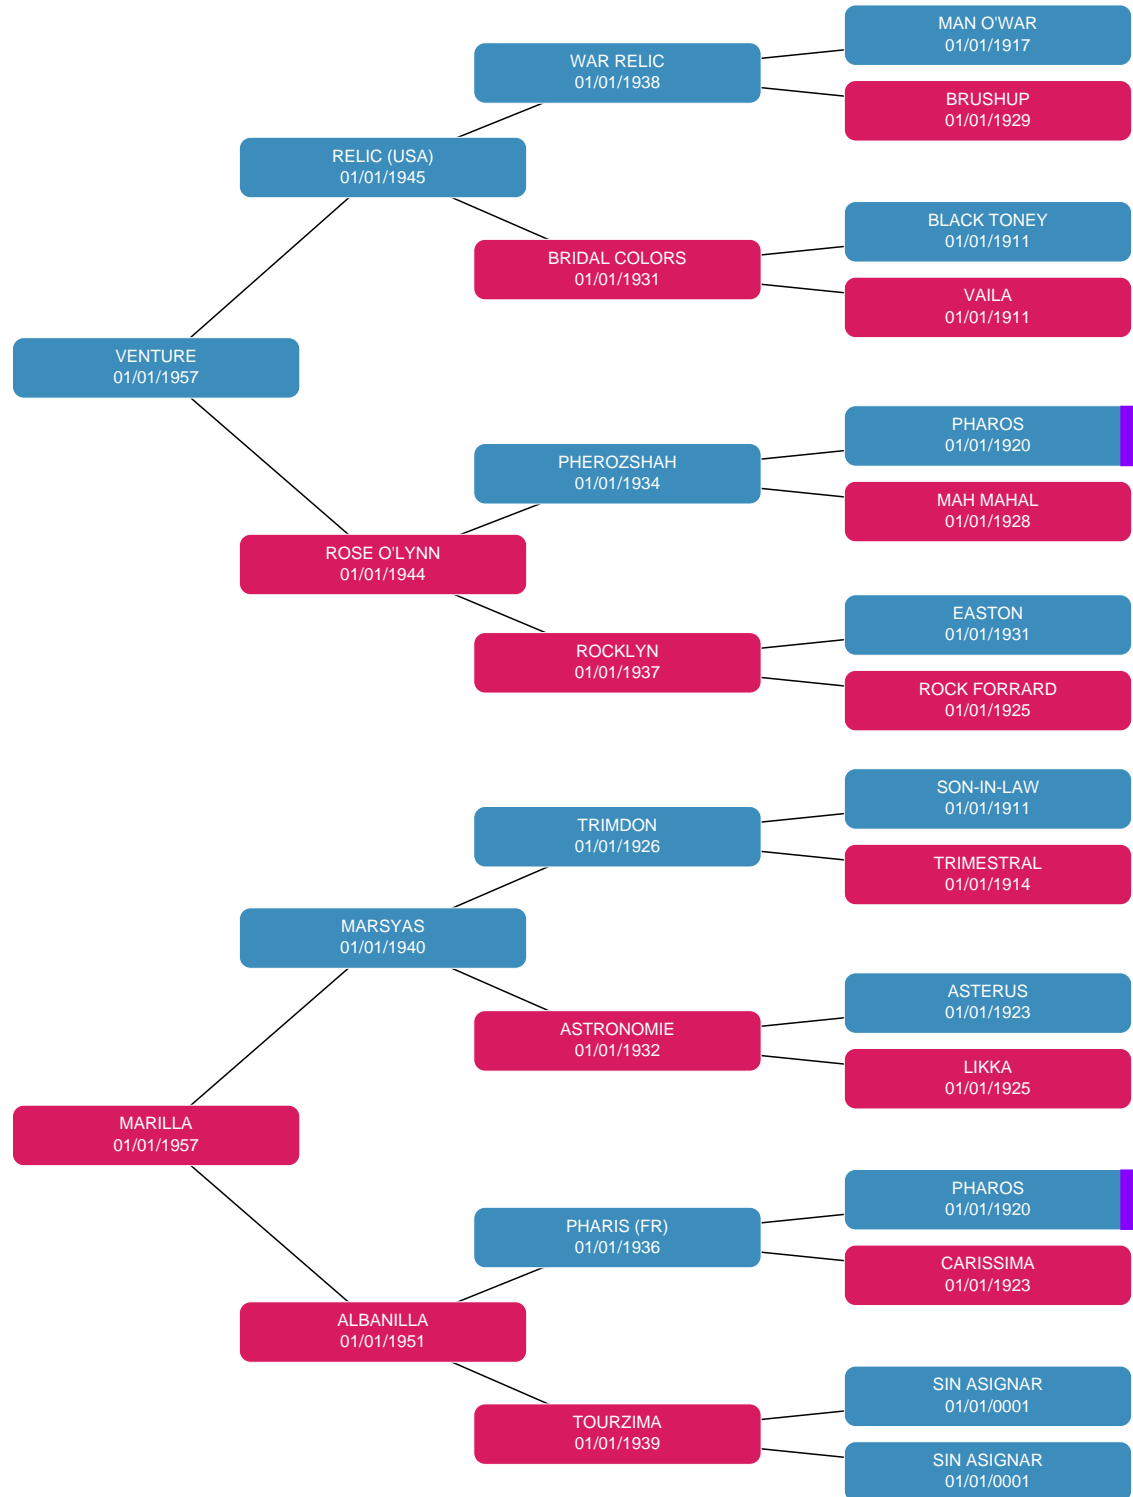 MAN O'WAR
01/01/1917
WAR RELIC
01/01/1938
BRUSHUP
01/01/1929
RELIC (USA)
01/01/1945
BLACK TONEY
01/01/1911
BRIDAL COLORS
01/01/1931
VAILA
01/01/1911
VENTURE
01/01/1957
PHAROS
01/01/1920
PHEROZSHAH
01/01/1934
MAH MAHAL
01/01/1928
ROSE O'LYNN
01/01/1944
EASTON
01/01/1931
ROCKLYN
01/01/1937
ROCK FORRARD
01/01/1925
SON-IN-LAW
01/01/1911
TRIMDON
01/01/1926
TRIMESTRAL
01/01/1914
MARSYAS
01/01/1940
ASTERUS
01/01/1923
ASTRONOMIE
01/01/1932
LIKKA
01/01/1925
MARILLA
01/01/1957
PHAROS
01/01/1920
PHARIS (FR)
01/01/1936
CARISSIMA
01/01/1923
ALBANILLA
01/01/1951
SIN ASIGNAR
01/01/0001
TOURZIMA
01/01/1939
SIN ASIGNAR
01/01/0001